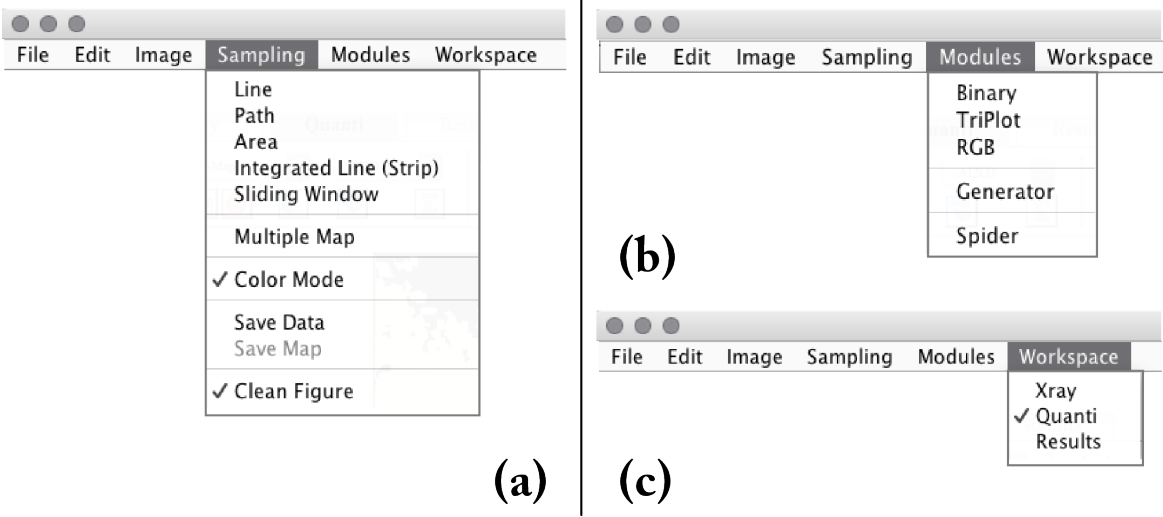 File Edit Image Sampling Modules Workspace
Line
Path
Area
Integrated Line (Strip)
Sliding Window
Multiple Map
✓ Color Mode
Save Data
Save Map
✓ Clean Figure
(a)
File Edit Image Sampling Modules Workspace
Binary
TriPlot
RGB
Generator
Spider
(b)
File Edit Image Sampling Modules Workspace
Xray
✓ Quanti
Results
(c)